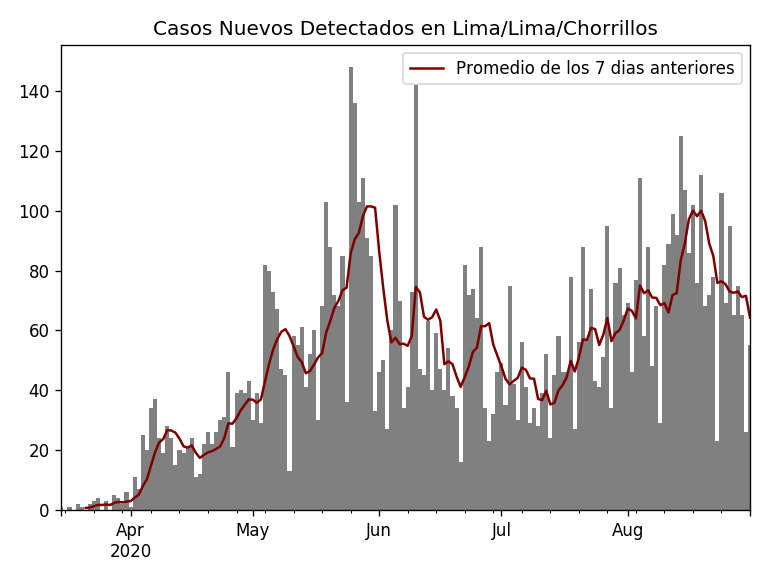 Casos Nuevos Detectados en Lima/Lima/Chorrillos
Promedio de los 7 dias anteriores
140
120
100
80
60
40
20
0
Apr
2020
May
Jun
Jul
Aug